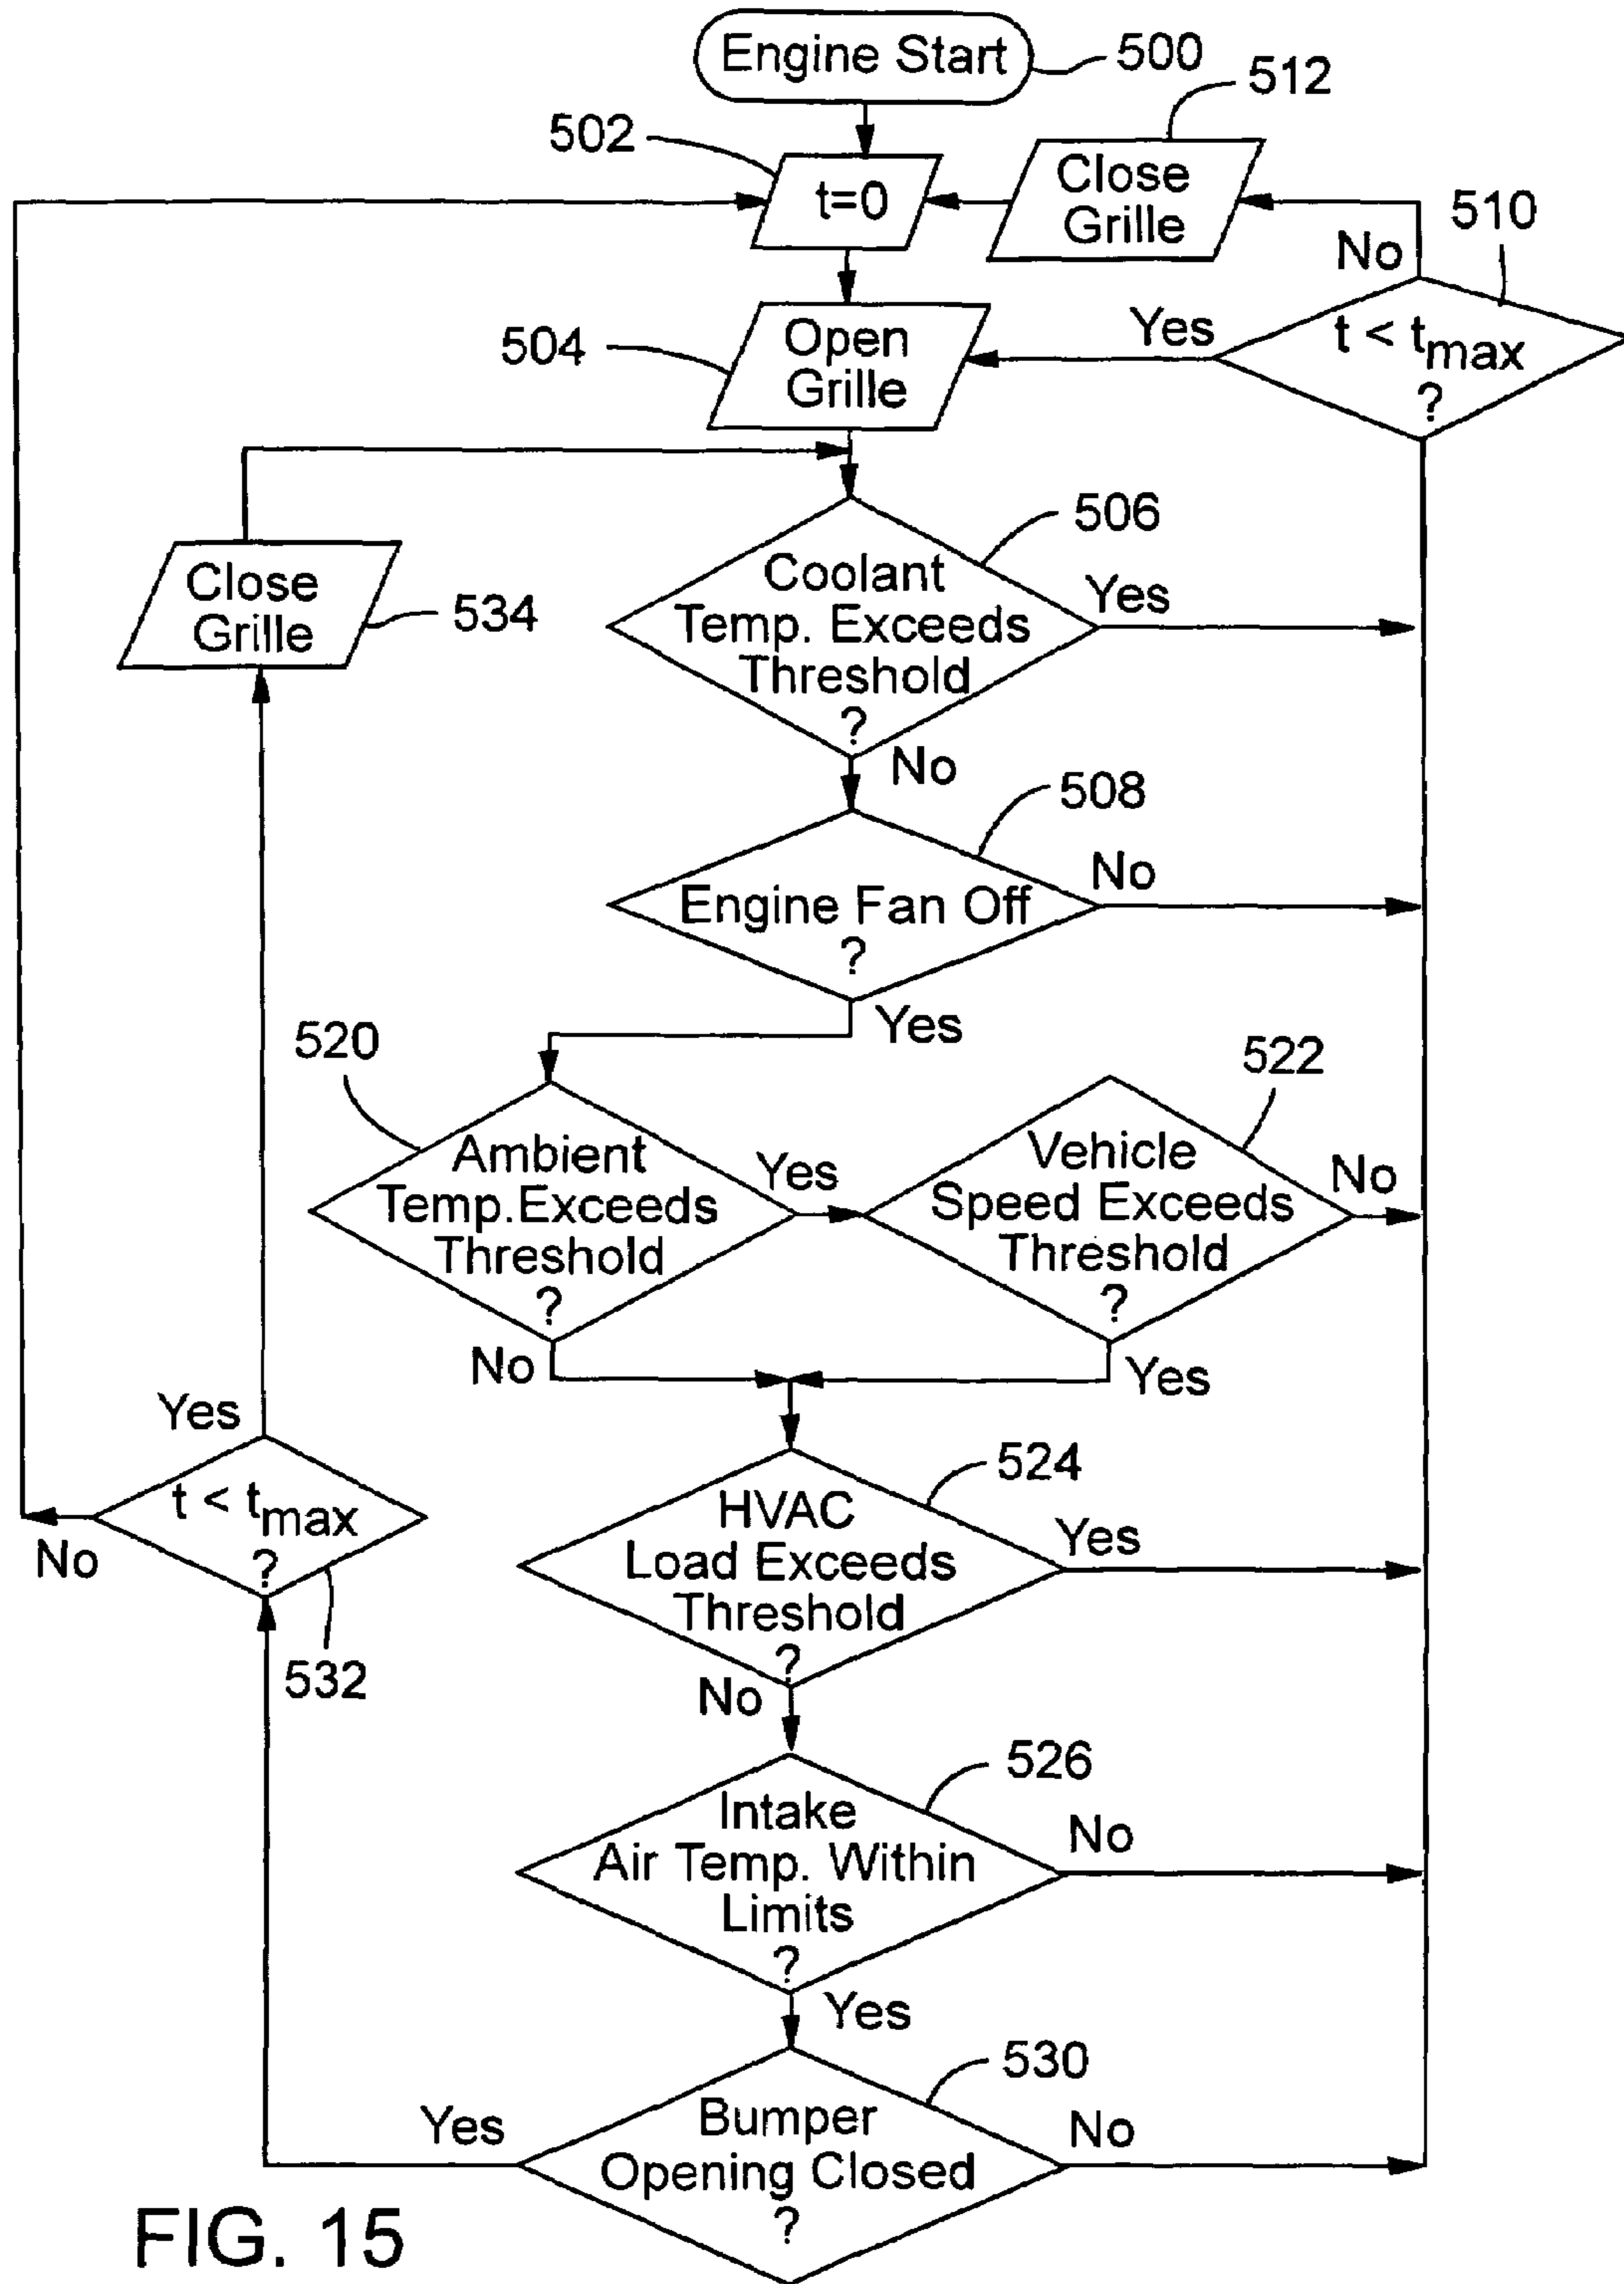 Engine Start
500
512
502
t=0
Close
Grille
510
No
504
Open
Grille
Yes
t < tmax
?
506
Close
Grille
534
Coolant
Temp. Exceeds
Threshold
?
Yes
No
508
Engine Fan Off
?
No
Yes
520
522
Ambient
Temp.Exceeds
Threshold
?
Yes
Vehicle
Speed Exceeds
Threshold
?
No
No
Yes
Yes
524
t < tmax
?
No
532
HVAC
Load Exceeds
Threshold
?
Yes
No
526
Intake
Air Temp. Within
Limits
?
No
Yes
530
Yes
Bumper
Opening Closed
?
No
FIG. 15